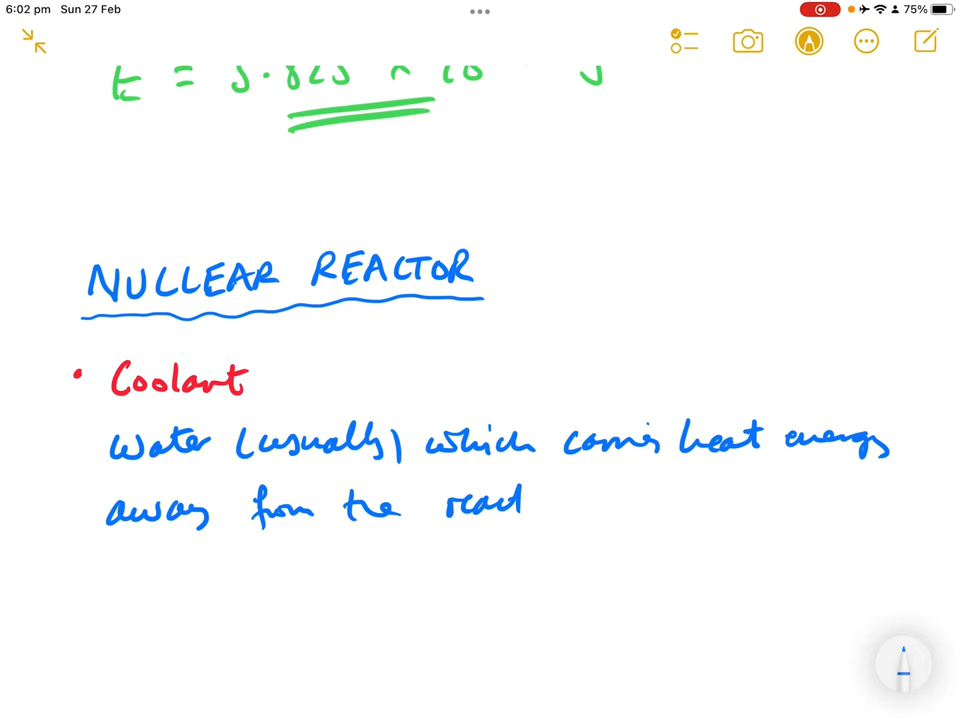 6:02 pm Sun 27 Feb
75%
E =
NUCLEAR REACTOR
• Coolant
Water (usually) which carries heat energy
away from the react